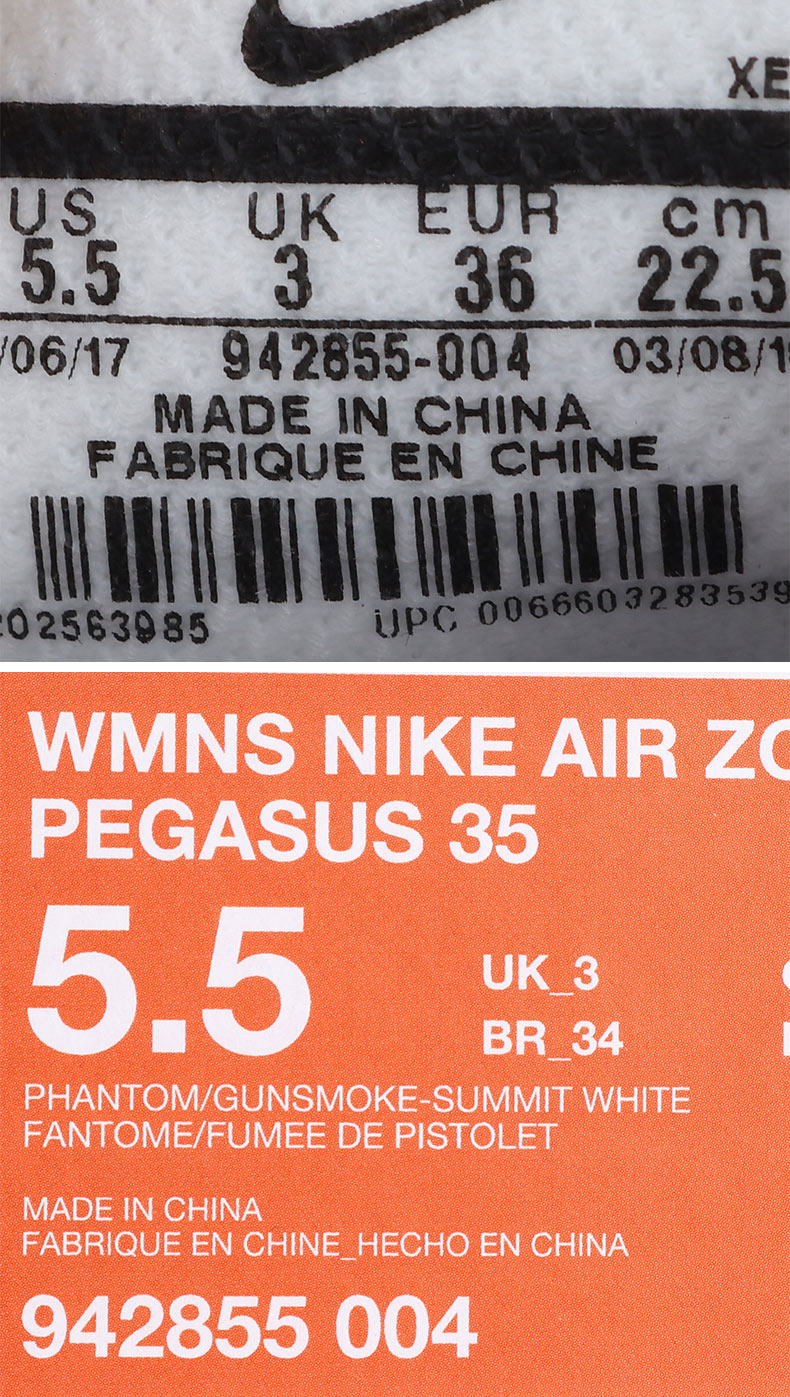 XE
US UK EUR cm
5.5 3 36 22.5
/06/17 942855-004 03/08/1
MADE IN CHINA
FABRIQUE EN CHINE
202563985 UPC 0066603283539
WMNS NIKE AIR ZO
PEGASUS 35
5.5
UK_3
BR_34
PHANTOM/GUNSMOKE-SUMMIT WHITE
FANTOME/FUMEE DE PISTOLET
MADE IN CHINA
FABRIQUE EN CHINE_HECHO EN CHINA
942855 004